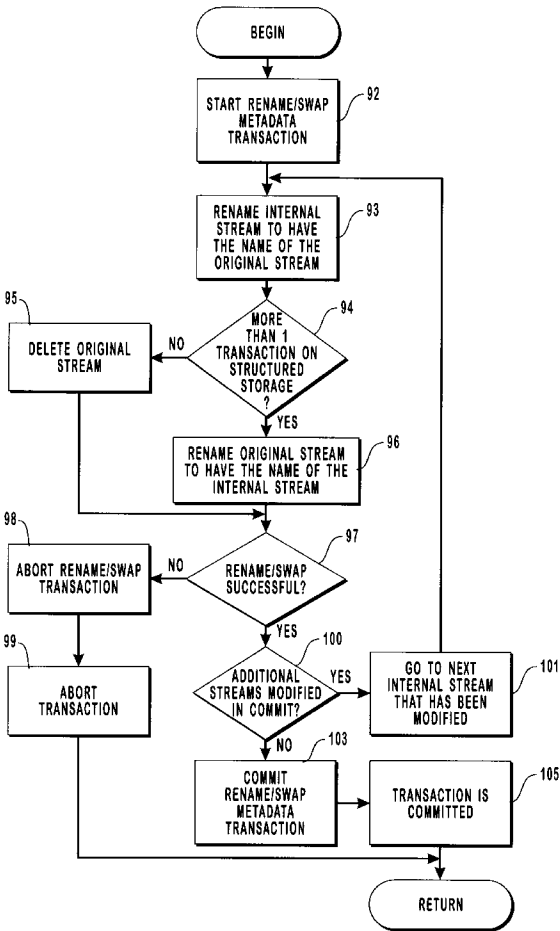 BEGIN
92
START RENAME/SWAP
METADATA
TRANSACTION
93
RENAME INTERNAL
STREAM TO HAVE
THE NAME OF THE
ORIGINAL STREAM
94
MORE
THAN 1
TRANSACTION ON
STRUCTURED
STORAGE
?
NO
YES
95
DELETE ORIGINAL
STREAM
96
RENAME ORIGINAL STREAM
TO HAVE THE NAME OF THE
INTERNAL STREAM
97
RENAME/SWAP
SUCCESSFUL?
NO
YES
98
ABORT RENAME/SWAP
TRANSACTION
99
ABORT
TRANSACTION
100
ADDITIONAL
STREAMS MODIFIED
IN COMMIT?
YES
NO
101
GO TO NEXT
INTERNAL STREAM
THAT HAS BEEN
MODIFIED
103
COMMIT
RENAME/SWAP
METADATA
TRANSACTION
105
TRANSACTION IS
COMMITTED
RETURN